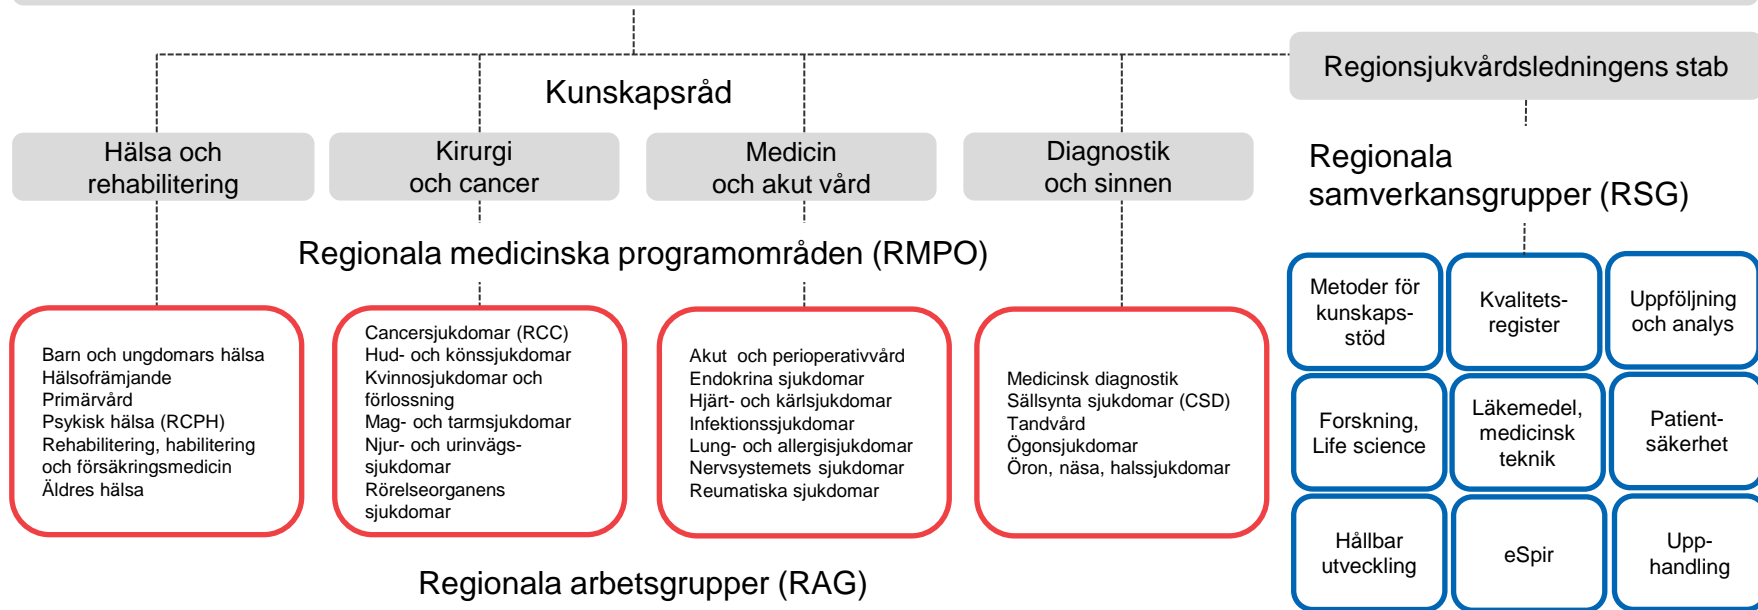 Regionsjukvårdsledningens stab
Kunskapsråd
Hälsa och
rehabilitering
Kirurgi
och cancer
Medicin
och akut vård
Diagnostik
och sinnen
Regionala
samverkansgrupper (RSG)
Regionala medicinska programområden (RMPO)
Barn och ungdomars hälsa
Hälsofrämjande
Primärvård
Psykisk hälsa (RCPH)
Rehabilitering, habilitering
och försäkringsmedicin
Äldres hälsa
Cancersjukdomar (RCC)
Hud- och könssjukdomar
Kvinnosjukdomar och
förlossning
Mag- och tarmsjukdomar
Njur- och urinvägs-
sjukdomar
Rörelseorganens
sjukdomar
Akut  och perioperativvård
Endokrina sjukdomar
Hjärt- och kärlsjukdomar
Infektionssjukdomar
Lung- och allergisjukdomar
Nervsystemets sjukdomar
Reumatiska sjukdomar
Medicinsk diagnostik
Sällsynta sjukdomar (CSD)
Tandvård
Ögonsjukdomar
Öron, näsa, halssjukdomar
Metoder för
kunskaps-
stöd
Kvalitets-
register
Uppföljning
och analys
Forskning,
Life science
Läkemedel,
medicinsk
teknik
Patient-
säkerhet
Hållbar
utveckling
eSpir
Upp-
handling
Regionala arbetsgrupper (RAG)